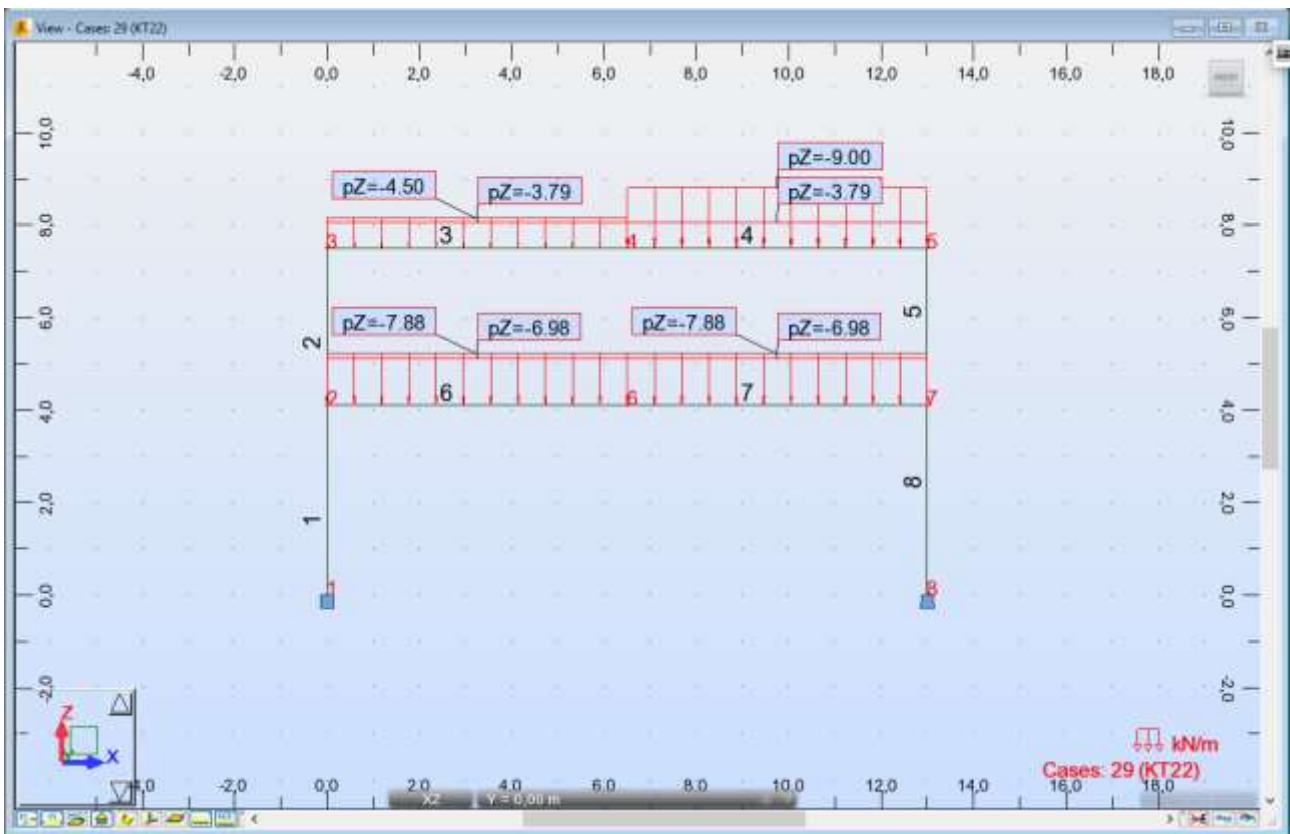 View - Cases: 29 (KT22)
-4,0 -2,0 0,0 2,0 4,0 6,0 8,0 10,0 12,0 14,0 16,0 18,0
10,0 10,0
pZ=-9.00
pZ=-4.50 pZ=-3.79 pZ=-3.79
8,0 3 3 4 4 5 8,0
6,0 2 pZ=-7.88 pZ=-6.98 pZ=-7.88 pZ=-6.98 5 6,0
4,0 2 6 6 7 7 4,0
2,0 1 8 2,0
0,0 1 8 0,0
-2,0 -2,0
Z
X
kN/m
Cases: 29 (KT22)
-2,0 0,0 2,0 4,0 6,0 8,0 10,0 12,0 14,0 16,0 18,0
XZ Y = 0,00 m